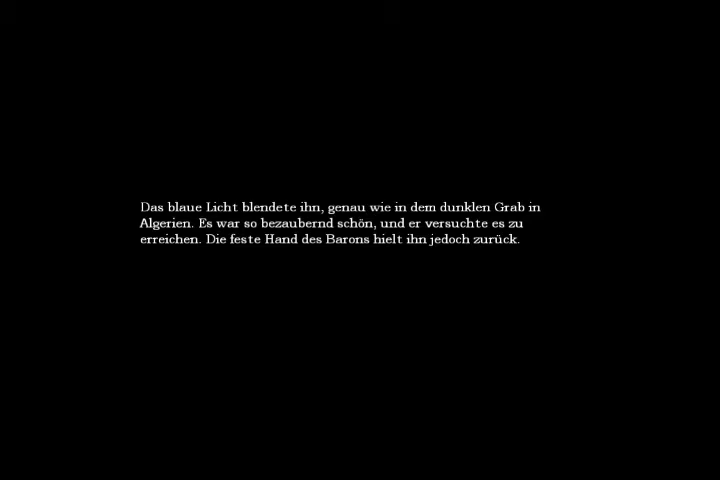 Das blaue Licht blendete ihn, genau wie in dem dunklen Grab in
Algerien. Es war so bezaubernd schön, und er versuchte es zu
erreichen. Die feste Hand des Barons hielt ihn jedoch zurück.